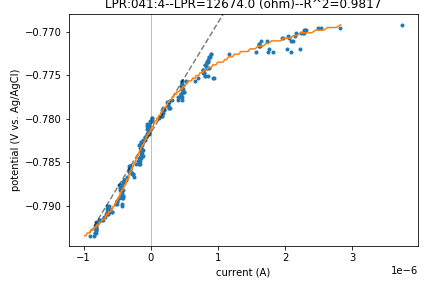 LPR:041:4--LPR=12674.0 (ohm)--R^2=0.9817
potential (V vs. Ag/AgCl)
−0.770
−0.775
−0.780
−0.785
−0.790
−1
0
1
2
3
1e−6
current (A)